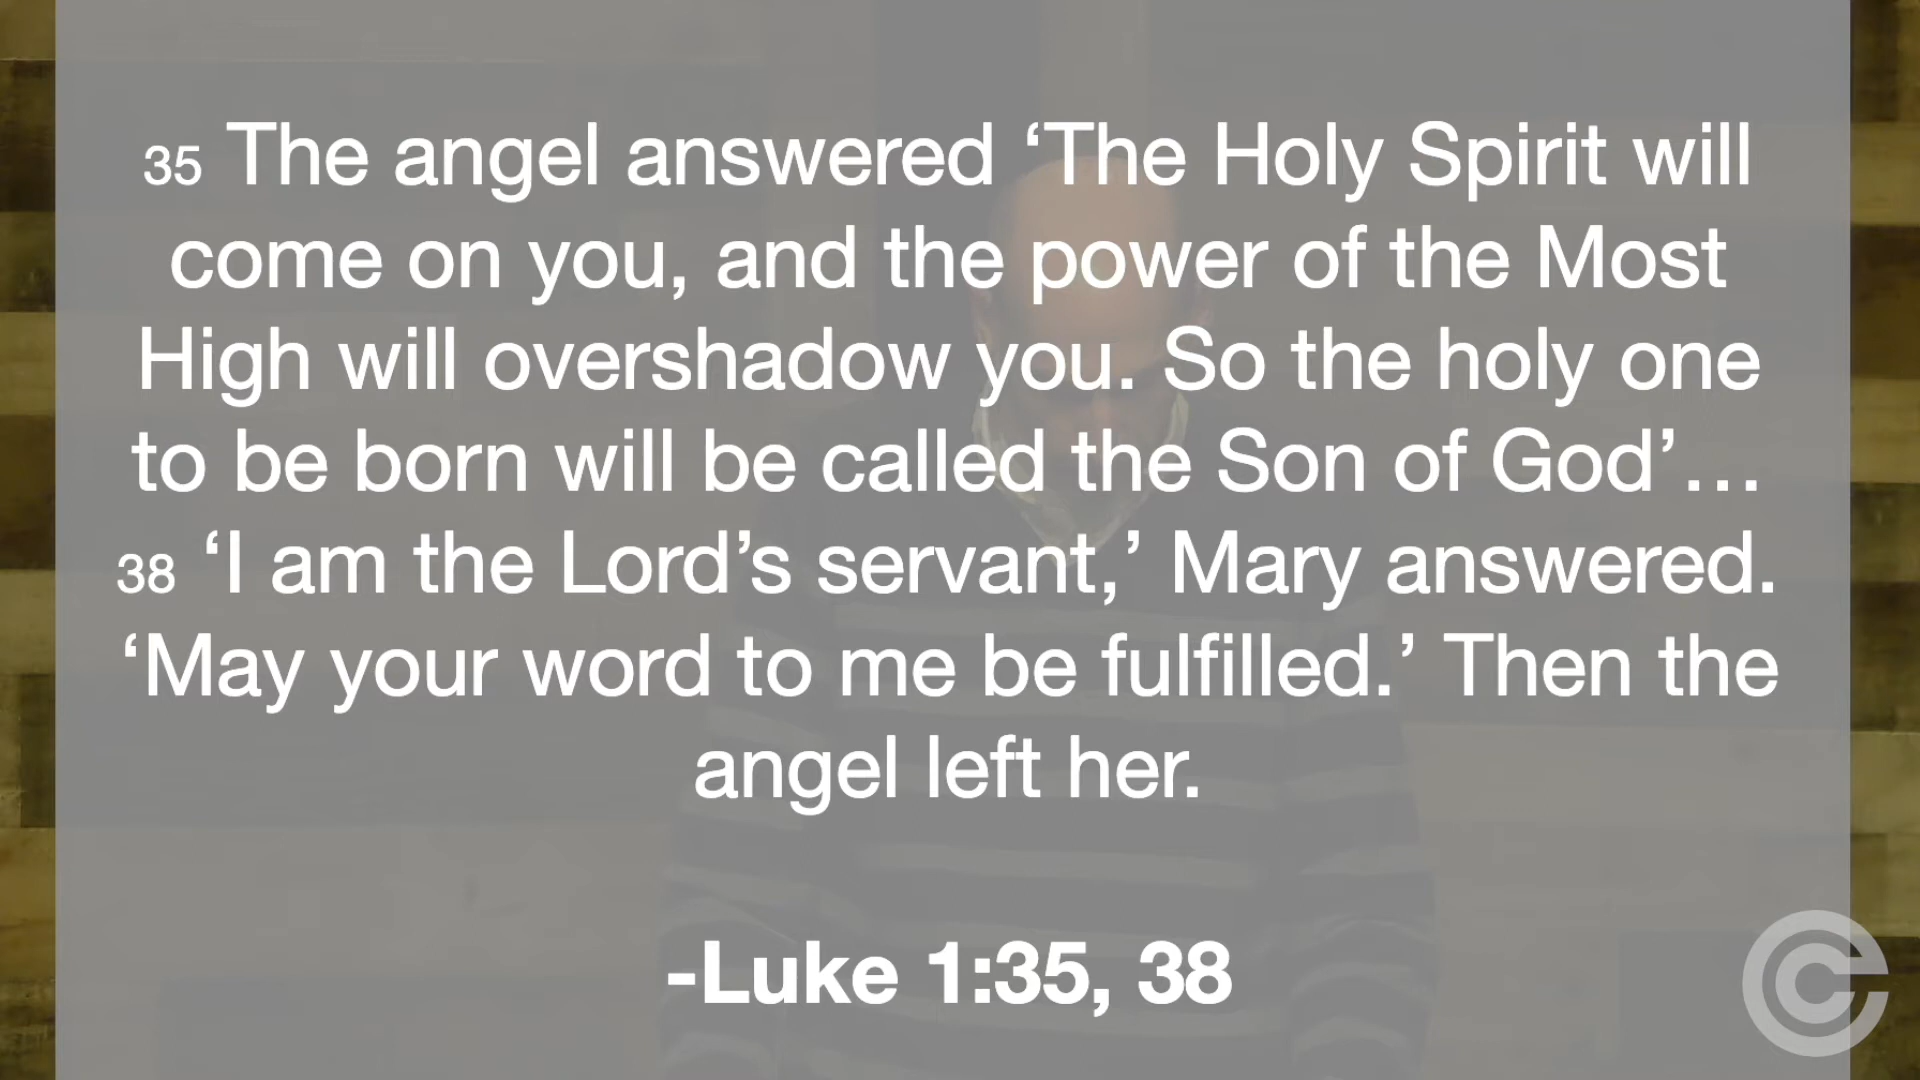 35 The angel answered ‘The Holy Spirit will
come on you, and the power of the Most
High will overshadow you. So the holy one
to be born will be called the Son of God’…
38 ‘I am the Lord’s servant,’ Mary answered.
‘May your word to me be fulfilled.’ Then the
angel left her.
-Luke 1:35, 38